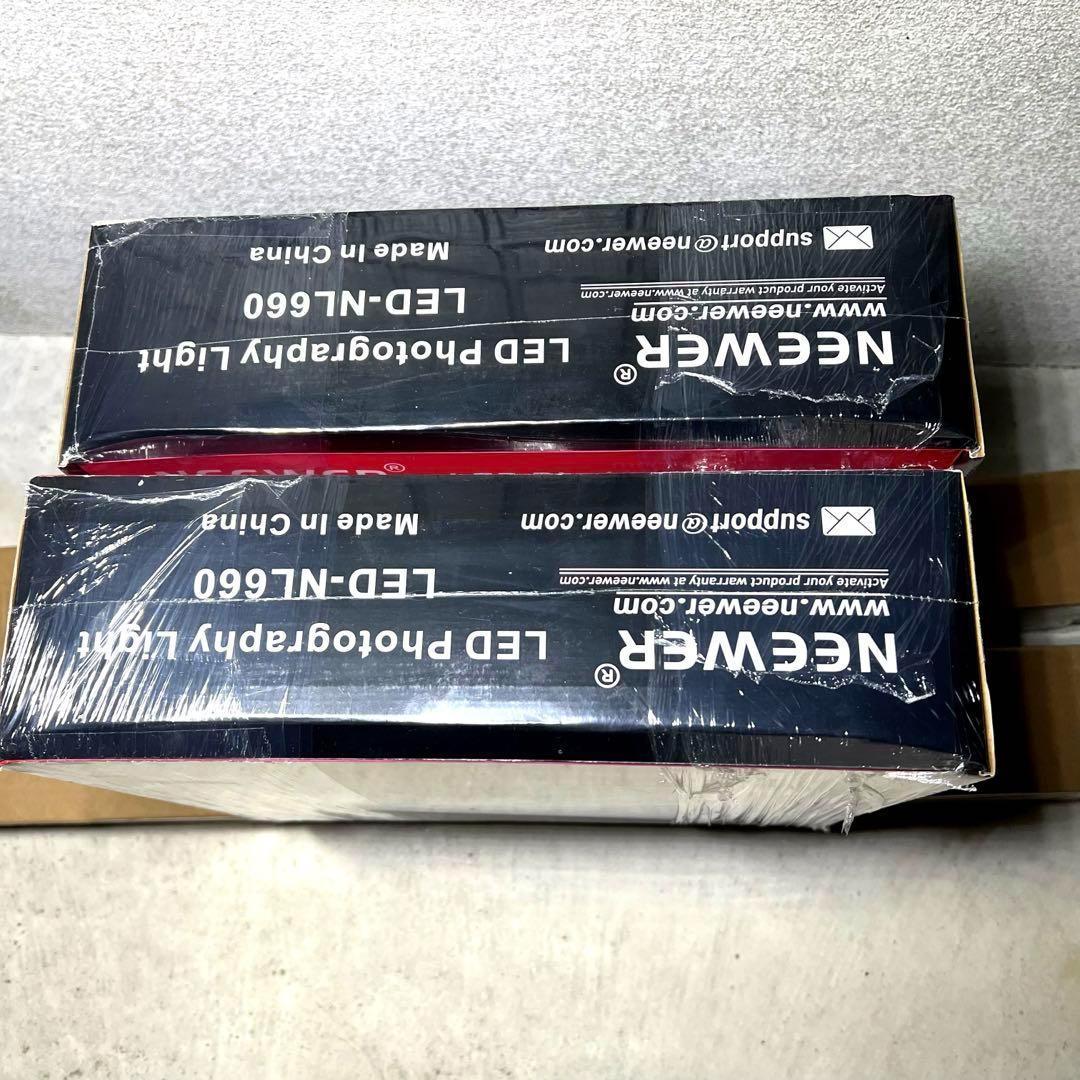 NEEWER®
www.neewer.com
Activate your product warranty at www.neewer.com
support@neewer.com
LED Photography Light
LED-NL660
Made In China
NEEWER®
www.neewer.com
Activate your product warranty at www.neewer.com
support@neewer.com
LED Photography Light
LED-NL660
Made In China